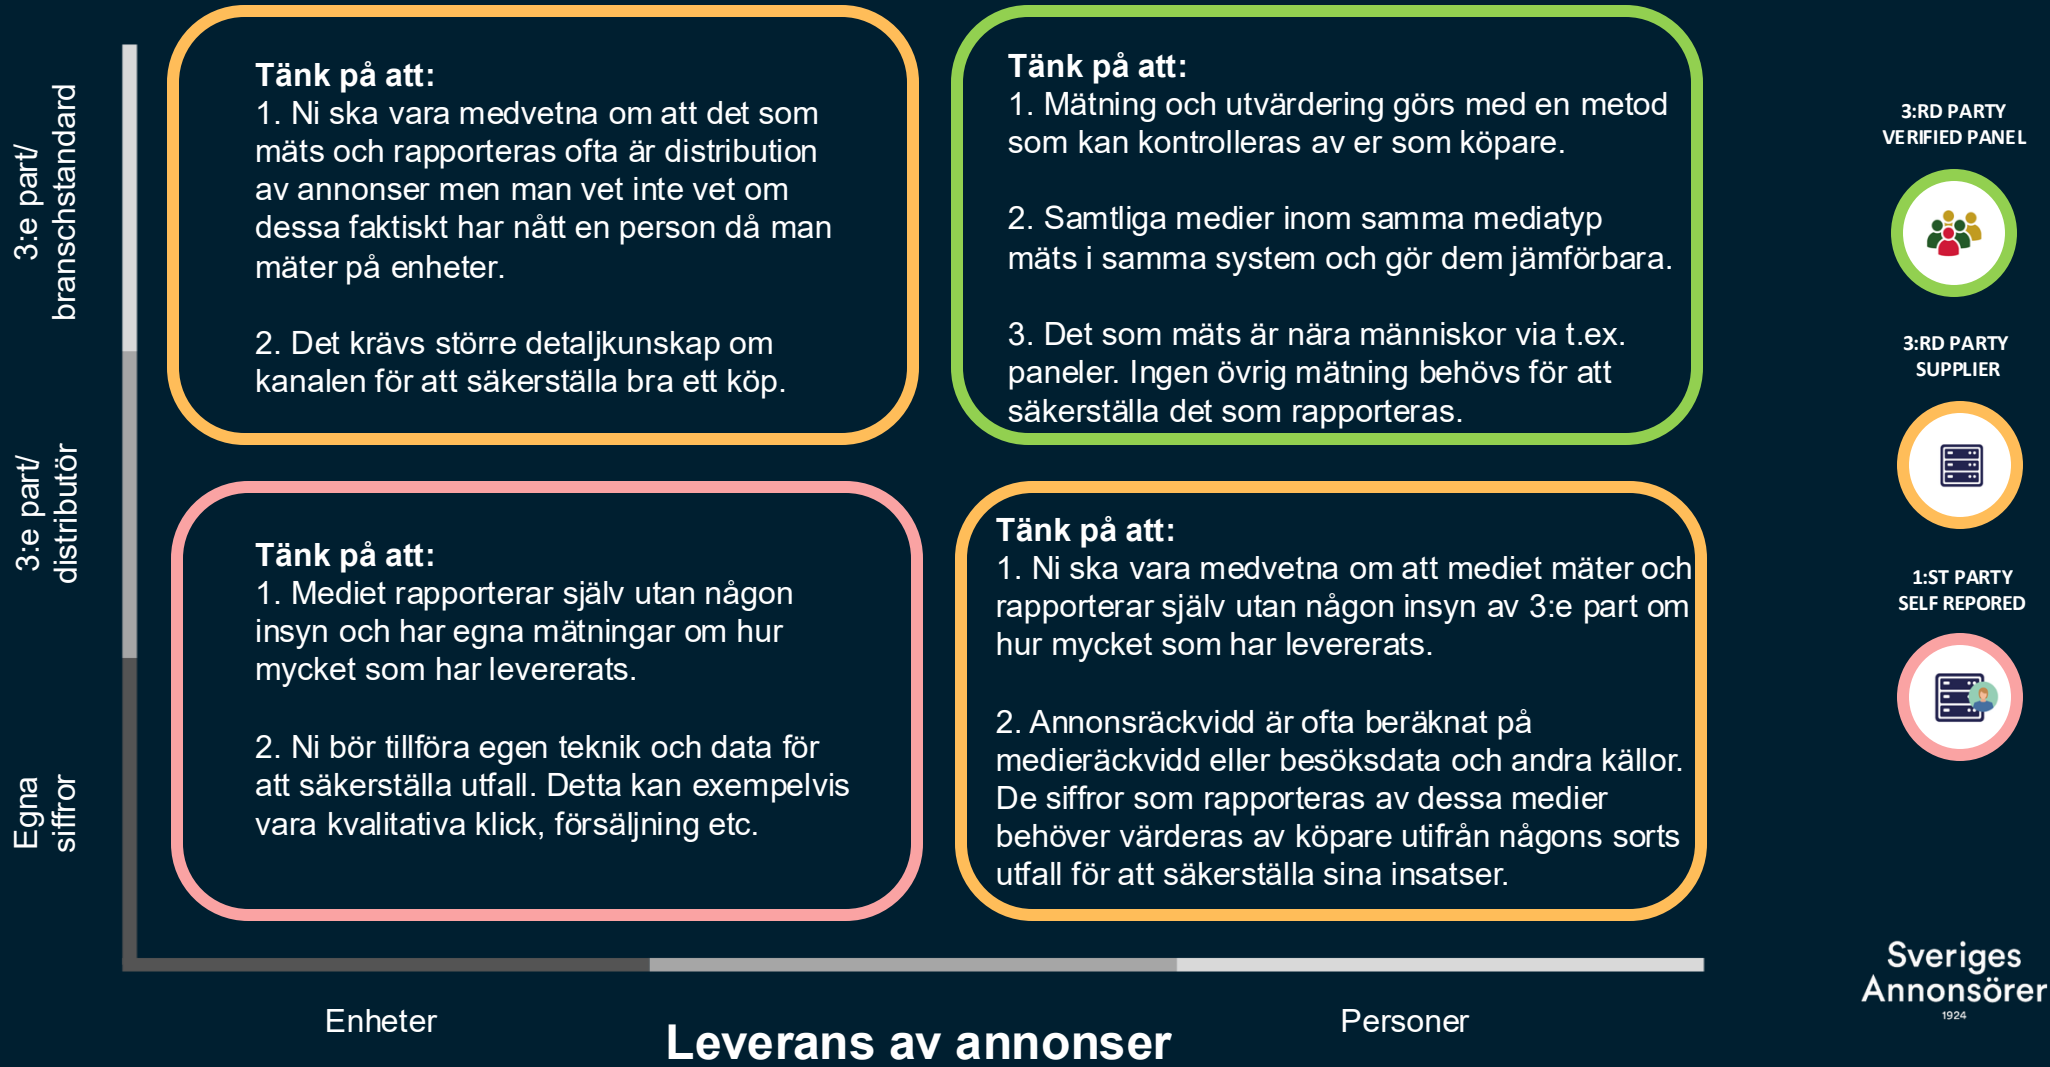 3:e part/
branschstandard
3:e part/
distributör
Egna
siffror
Tänk på att:
1. Ni ska vara medvetna om att det som
mäts och rapporteras ofta är distribution
av annonser men man vet inte vet om
dessa faktiskt har nått en person då man
mäter på enheter.
2. Det krävs större detaljkunskap om
kanalen för att säkerställa bra ett köp.
Tänk på att:
1. Mätning och utvärdering görs med en metod
som kan kontrolleras av er som köpare.
2. Samtliga medier inom samma mediatyp
mäts i samma system och gör dem jämförbara.
3. Det som mäts är nära människor via t.ex.
paneler. Ingen övrig mätning behövs för att
säkerställa det som rapporteras.
Tänk på att:
1. Mediet rapporterar själv utan någon
insyn och har egna mätningar om hur
mycket som har levererats.
2. Ni bör tillföra egen teknik och data för
att säkerställa utfall. Detta kan exempelvis
vara kvalitativa klick, försäljning etc.
Tänk på att:
1. Ni ska vara medvetna om att mediet mäter och
rapporterar själv utan någon insyn av 3:e part om
hur mycket som har levererats.
2. Annonsräckvidd är ofta beräknat på
medieräckvidd eller besöksdata och andra källor.
De siffror som rapporteras av dessa medier
behöver värderas av köpare utifrån någons sorts
utfall för att säkerställa sina insatser.
Enheter
Leverans av annonser
Personer
3:RD PARTY
VERIFIED PANEL
3:RD PARTY
SUPPLIER
1:ST PARTY
SELF REPORED
Sveriges
Annonsörer
1924